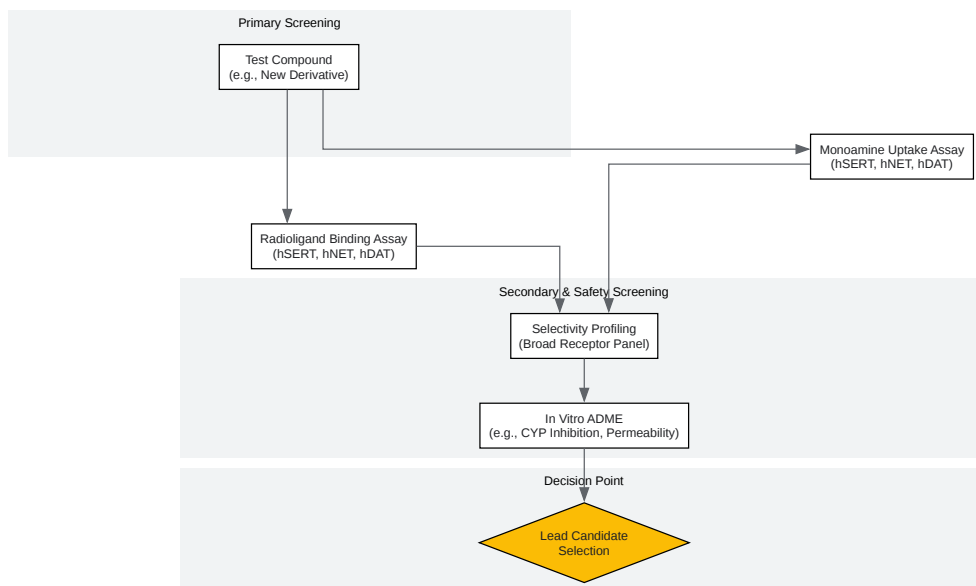 Primary Screening
Test Compound
(e.g., New Derivative)
Monoamine Uptake Assay
(hSERT, hNET, hDAT)
Radioligand Binding Assay
(hSERT, hNET, hDAT)
Secondary & Safety Screening
Selectivity Profiling
(Broad Receptor Panel)
In Vitro ADME
(e.g., CYP Inhibition, Permeability)
Decision Point
Lead Candidate
Selection